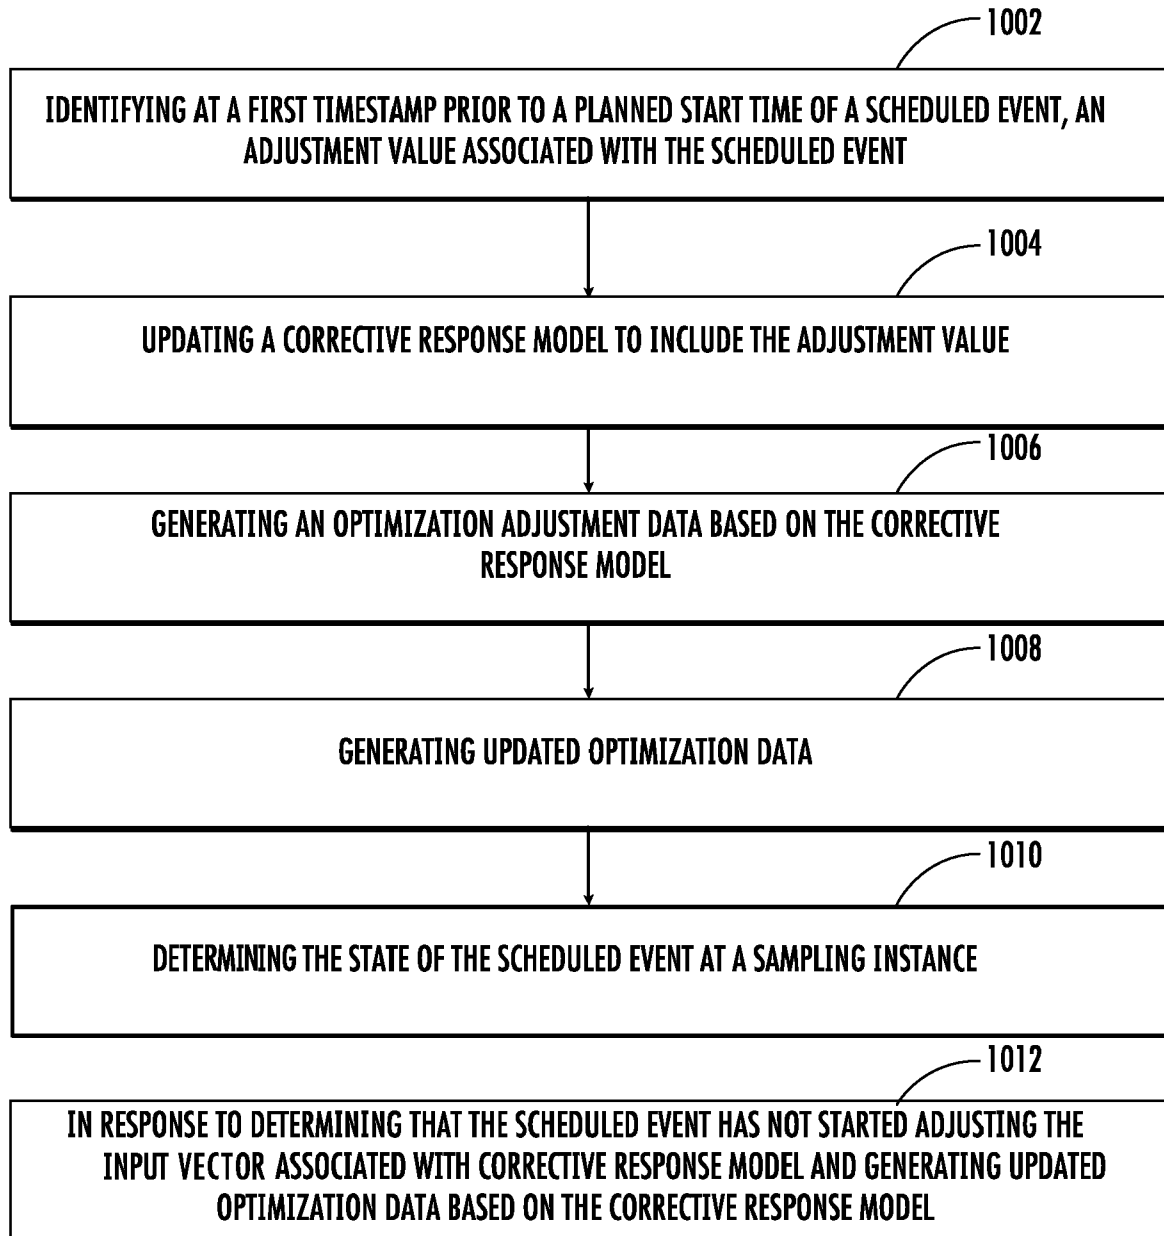 1002
IDENTIFYING AT A FIRST TIMESTAMP PRIOR TO A PLANNED START TIME OF A SCHEDULED EVENT, AN
ADJUSTMENT VALUE ASSOCIATED WITH THE SCHEDULED EVENT
1004
UPDATING A CORRECTIVE RESPONSE MODEL TO INCLUDE THE ADJUSTMENT VALUE
1006
GENERATING AN OPTIMIZATION ADJUSTMENT DATA BASED ON THE CORRECTIVE
RESPONSE MODEL
1008
GENERATING UPDATED OPTIMIZATION DATA
1010
DETERMINING THE STATE OF THE SCHEDULED EVENT AT A SAMPLING INSTANCE
1012
IN RESPONSE TO DETERMINING THAT THE SCHEDULED EVENT HAS NOT STARTED ADJUSTING THE
INPUT VECTOR ASSOCIATED WITH CORRECTIVE RESPONSE MODEL AND GENERATING UPDATED
OPTIMIZATION DATA BASED ON THE CORRECTIVE RESPONSE MODEL